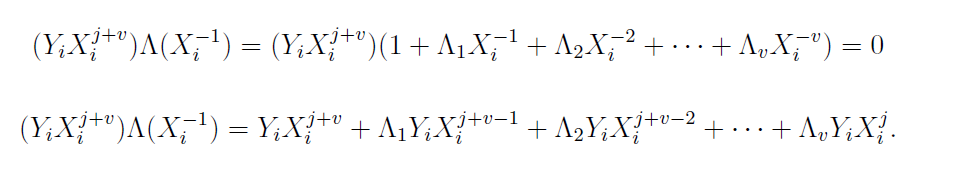 (Y_i X_i^{j+v})Λ(X_i^{-1}) = (Y_i X_i^{j+v})(1 + Λ_1 X_i^{-1} + Λ_2 X_i^{-2} + ⋯ + Λ_v X_i^{-v}) = 0
(Y_i X_i^{j+v})Λ(X_i^{-1}) = Y_i X_i^{j+v} + Λ_1 Y_i X_i^{j+v-1} + Λ_2 Y_i X_i^{j+v-2} + ⋯ + Λ_v Y_i X_i^j.